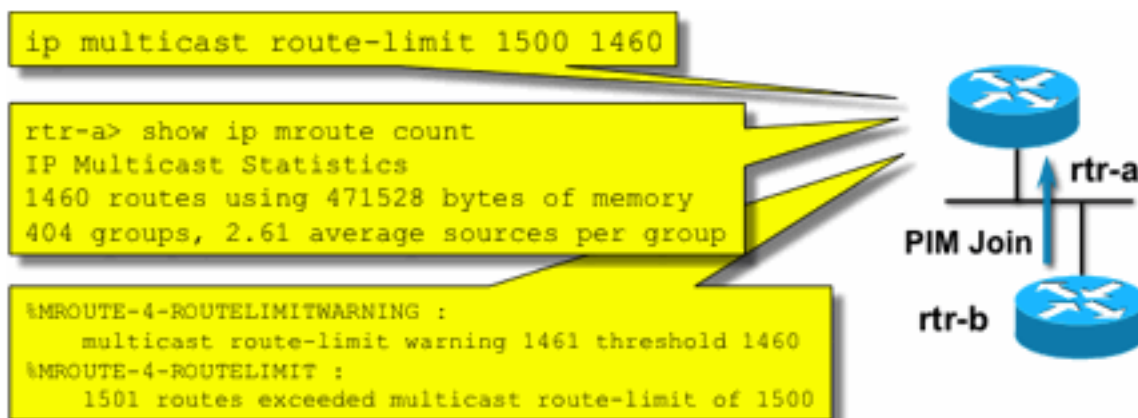 ip multicast route-limit 1500 1460
rtr-a> show ip mroute count
IP Multicast Statistics
1460 routes using 471528 bytes of memory
404 groups, 2.61 average sources per group
%MROUTE-4-ROUTELIMITWARNING :
multicast route-limit warning 1461 threshold 1460
%MROUTE-4-ROUTELIMIT :
1501 routes exceeded multicast route-limit of 1500
rtr-a
PIM Join
rtr-b